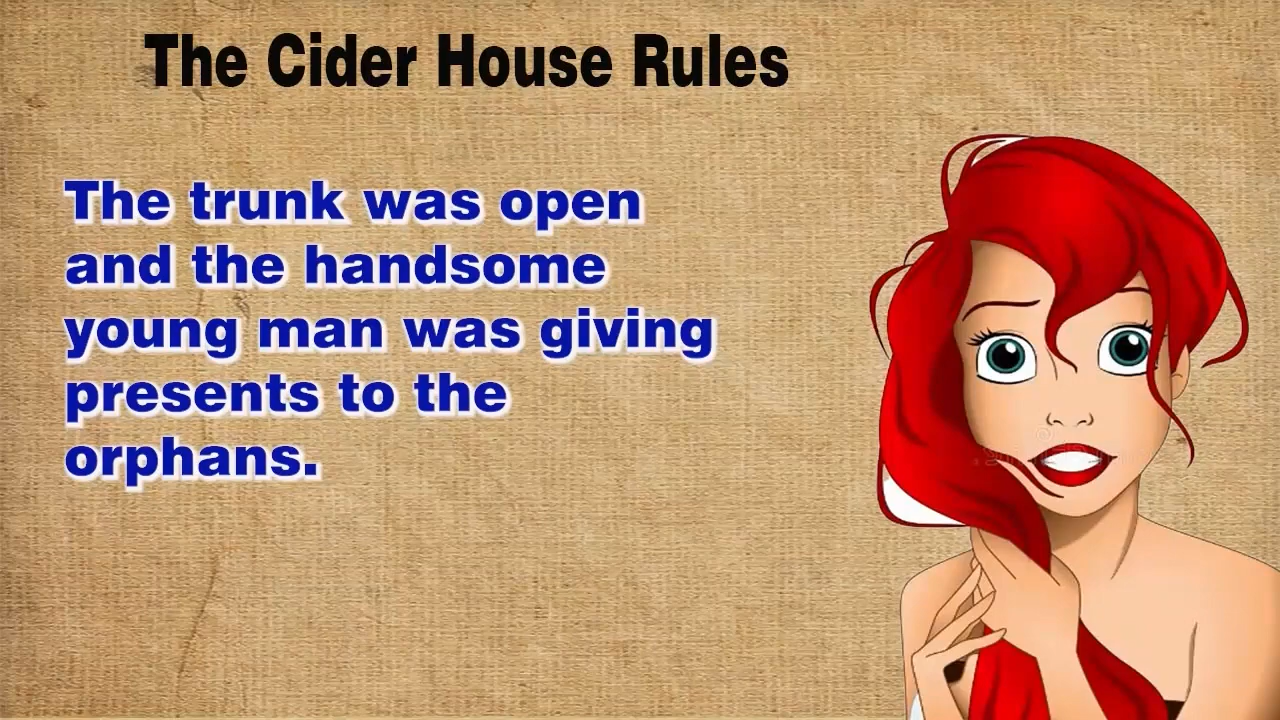 The Cider House Rules
The trunk was open
and the handsome
young man was giving
presents to the
orphans.